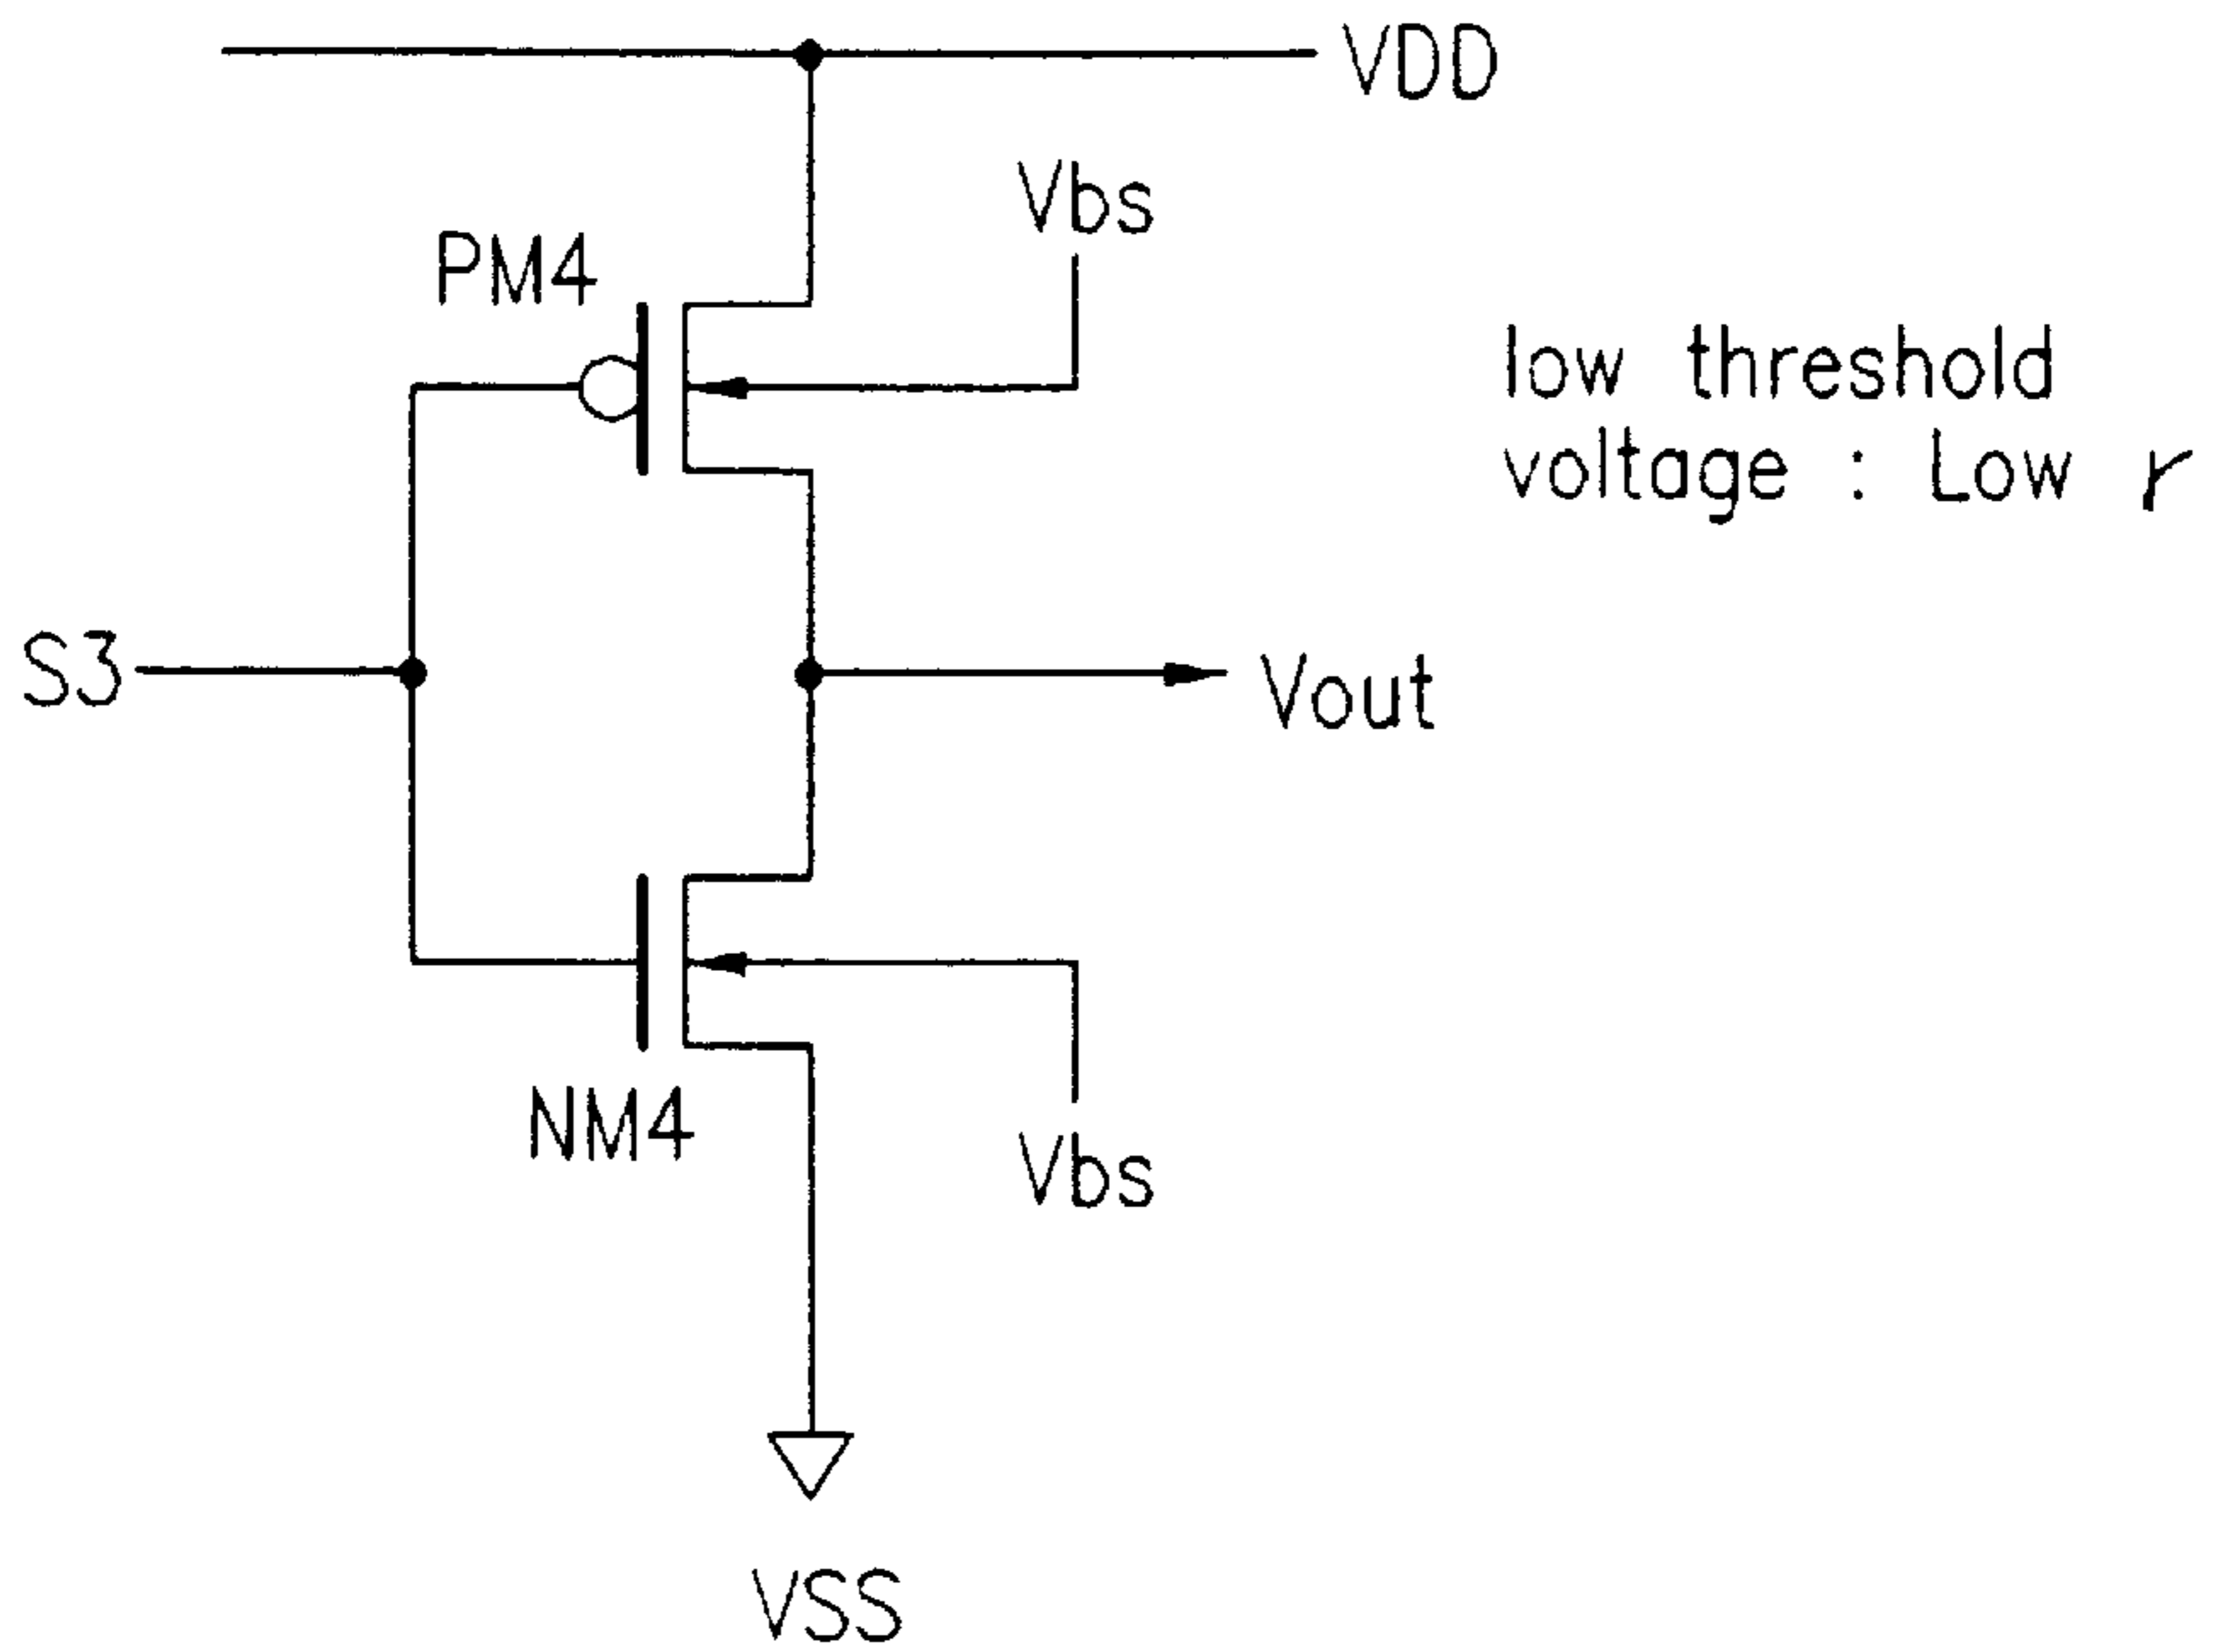 VDD
Vbs
PM4
low threshold
voltage : Low r
S3
Vout
NM4
Vbs
VSS